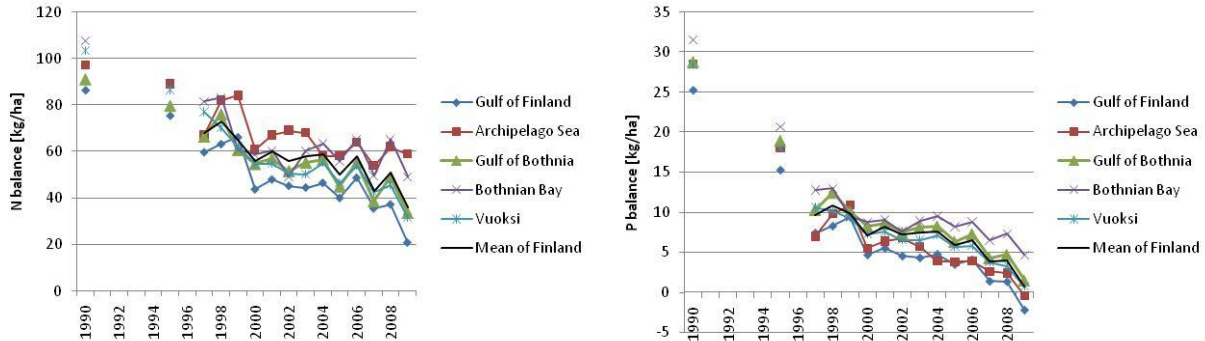 N balance [kg/ha]
120
100
80
60
40
20
0
1990
1992
1994
1996
1998
2000
2002
2004
2006
2008
Gulf of Finland
Archipelago Sea
Gulf of Bothnia
Bothnian Bay
Vuoksi
Mean of Finland
P balance [kg/ha]
35
30
25
20
15
10
5
0
-5
1990
1992
1994
1996
1998
2000
2002
2004
2006
2008
Gulf of Finland
Archipelago Sea
Gulf of Bothnia
Bothnian Bay
Vuoksi
Mean of Finland